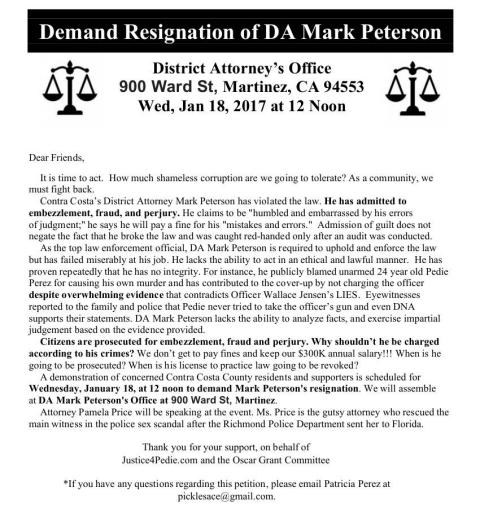 Demand Resignation of DA Mark Peterson
District Attorney's Office
900 Ward St, Martinez, CA 94553
Wed, Jan 18, 2017 at 12 Noon
Dear Friends,
It is time to act. How much shameless corruption are we going to tolerate? As a community, we
must fight back.
Contra Costa's District Attorney Mark Peterson has violated the law. He has admitted to
embezzlement, fraud, and perjury. He claims to be "humbled and embarrassed by his errors
of judgment;" he says he will pay a fine for his "mistakes and errors." Admission of guilt does not
negate the fact that he broke the law and was caught red-handed only after an audit was conducted.
As the top law enforcement official, DA Mark Peterson is required to uphold and enforce the law
but has failed miserably at his job. He lacks the ability to act in an ethical and lawful manner. He has
proven repeatedly that he has no integrity. For instance, he publicly blamed unarmed 24 year old Pedie
Perez for causing his own murder and has contributed to the cover-up by not charging the officer
despite overwhelming evidence that contradicts Officer Wallace Jensen's LIES. Eyewitnesses
reported to the family and police that Pedie never tried to take the officer's gun and even DNA
supports their statements. DA Mark Peterson lacks the ability to analyze facts, and exercise impartial
judgement based on the evidence provided.
Citizens are prosecuted for embezzlement, fraud and perjury. Why shouldn't he be charged
according to his crimes? We don't get to pay fines and keep our $300K annual salary!!! When is he
going to be prosecuted? When is his license to practice law going to be revoked?
A demonstration of concerned Contra Costa County residents and supporters is scheduled for
Wednesday, January 18, at 12 noon to demand Mark Peterson's resignation. We will assemble
at DA Mark Peterson's Office at 900 Ward St, Martinez.
Attorney Pamela Price will be speaking at the event. Ms. Price is the gutsy attorney who rescued the
main witness in the police sex scandal after the Richmond Police Department sent her to Florida.
Thank you for your support, on behalf of
Justice4Pedie.com and the Oscar Grant Committee
*If you have any questions regarding this petition, please email Patricia Perez at
picklesace@gmail.com.